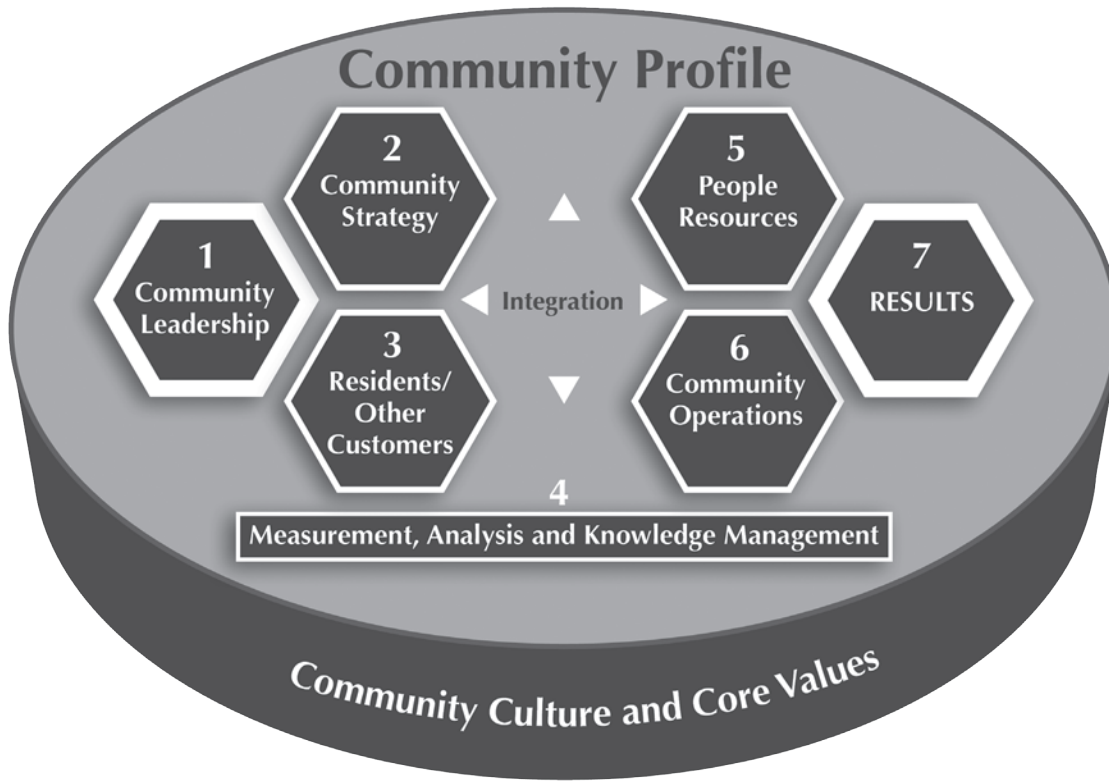 Community Profile
1
Community
Leadership
2
Community
Strategy
3
Residents/
Other
Customers
Integration
5
People
Resources
6
Community
Operations
7
RESULTS
4
Measurement, Analysis and Knowledge Management
Community Culture and Core Values